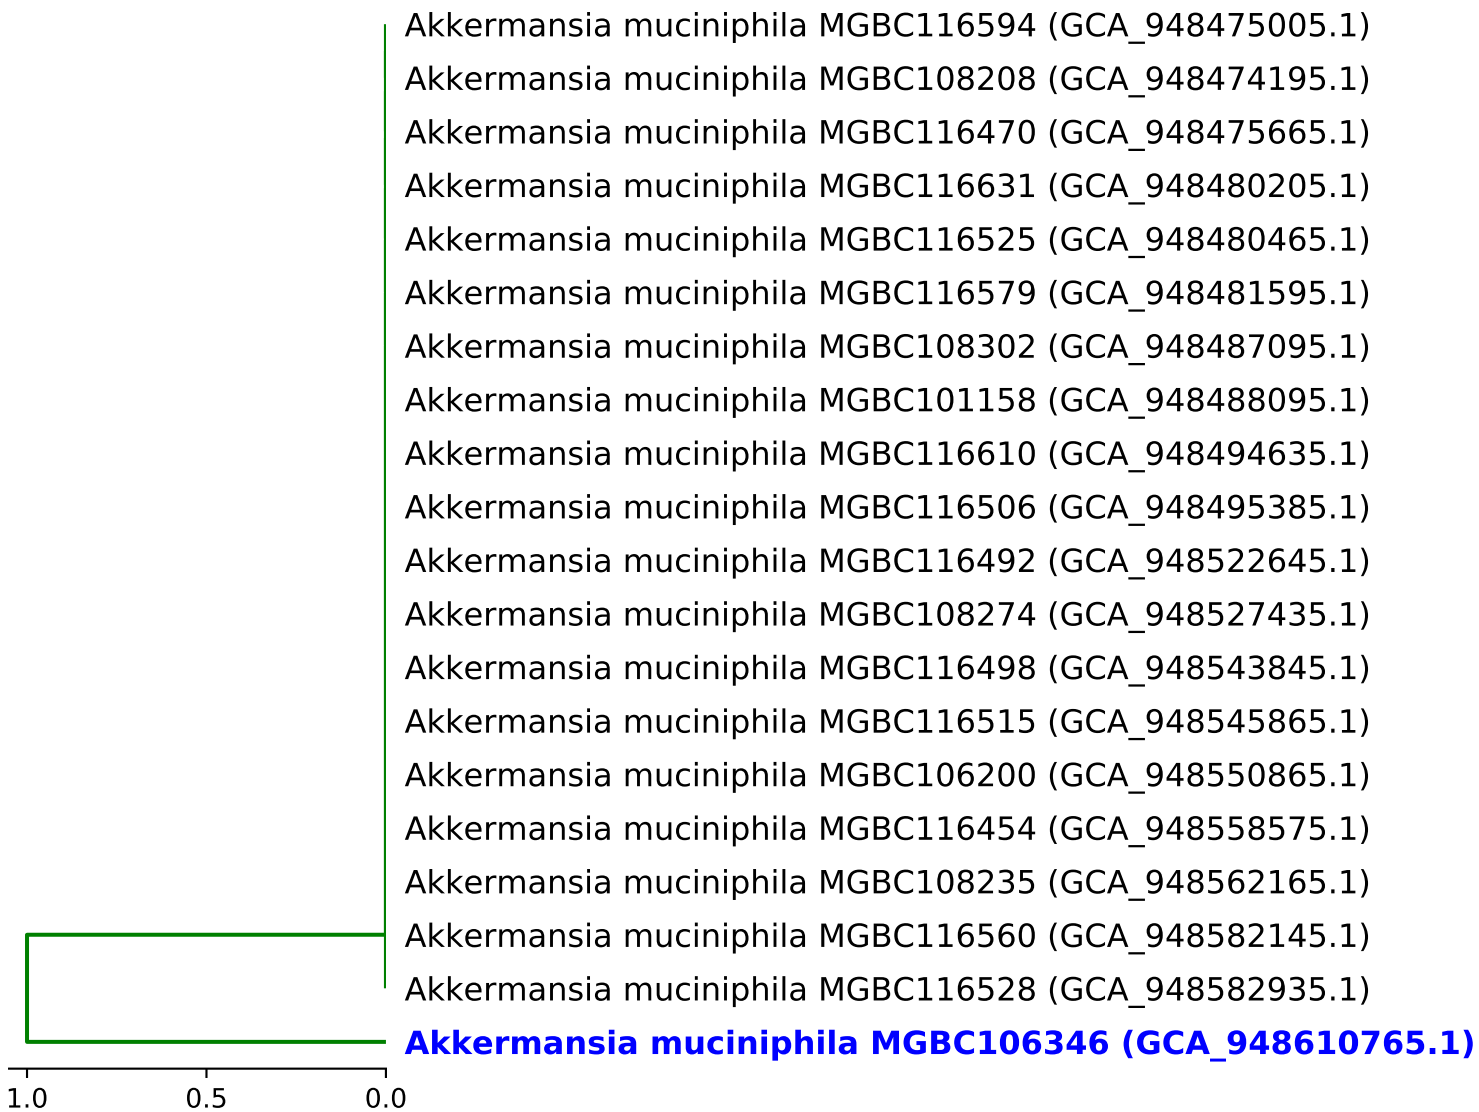 Akkermansia muciniphila MGBC116594 (GCA_948475005.1)
Akkermansia muciniphila MGBC108208 (GCA_948474195.1)
Akkermansia muciniphila MGBC116470 (GCA_948475665.1)
Akkermansia muciniphila MGBC116631 (GCA_948480205.1)
Akkermansia muciniphila MGBC116525 (GCA_948480465.1)
Akkermansia muciniphila MGBC116579 (GCA_948481595.1)
Akkermansia muciniphila MGBC108302 (GCA_948487095.1)
Akkermansia muciniphila MGBC101158 (GCA_948488095.1)
Akkermansia muciniphila MGBC116610 (GCA_948494635.1)
Akkermansia muciniphila MGBC116506 (GCA_948495385.1)
Akkermansia muciniphila MGBC116492 (GCA_948522645.1)
Akkermansia muciniphila MGBC108274 (GCA_948527435.1)
Akkermansia muciniphila MGBC116498 (GCA_948543845.1)
Akkermansia muciniphila MGBC116515 (GCA_948545865.1)
Akkermansia muciniphila MGBC106200 (GCA_948550865.1)
Akkermansia muciniphila MGBC116454 (GCA_948558575.1)
Akkermansia muciniphila MGBC108235 (GCA_948562165.1)
Akkermansia muciniphila MGBC116560 (GCA_948582145.1)
Akkermansia muciniphila MGBC116528 (GCA_948582935.1)
Akkermansia muciniphila MGBC106346 (GCA_948610765.1)
1.0 0.5 0.0